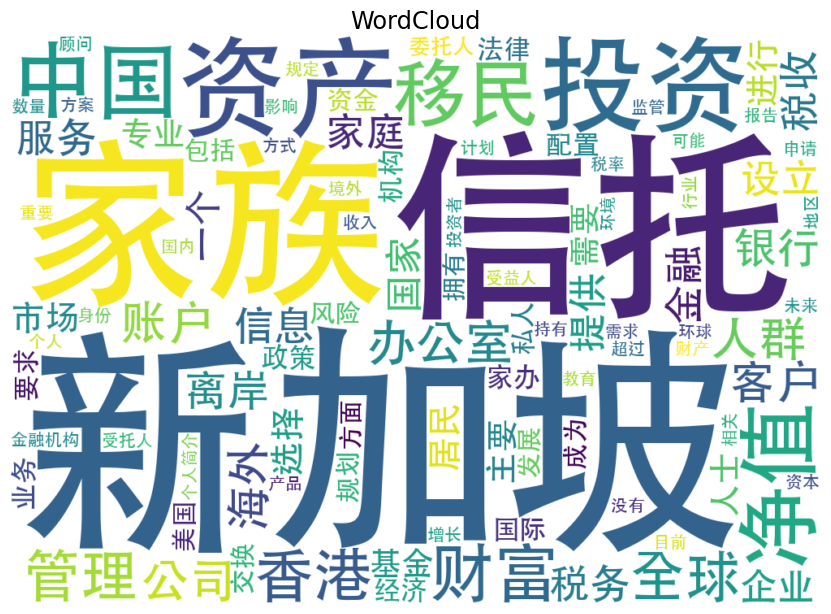 WordCloud
顾问
中国
资产
规定
委托人
法律
移民
投资
进行
税收
数量
方案
影响
资金
监管
报告
服务
专业
包括
方式
家庭
机构
计划
配置
可能
申请
家族
信托
税率
设立
行业
地区
重要
一个
境外
收入
国内
国家
投资者
拥有
需要
环境
银行
金融
受益人
提供
市场
身份
账户
信息
风险
办公室
私人
持有
需求
超过
环球
财产
人群
未来
个人
要求
新加坡
离岸
政策
家办
教育
客户
净值
金融机构
受托人
选择
方面
居民
主要
发展
成为
人士
相关
业务
美国
个人简介
海外
产品
规划
国际
没有
资本
增长
目前
管理
公司
交换
香港
基金
经济
财富
税务
全球
企业